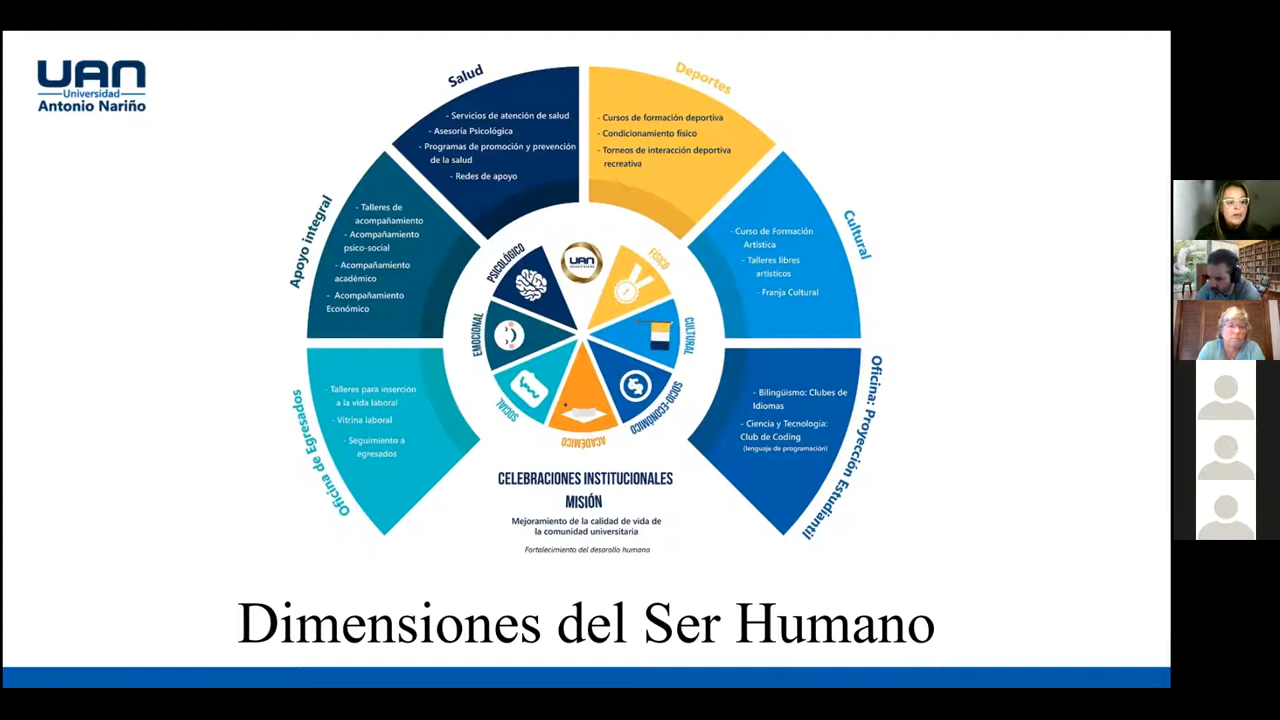 UAN
Universidad
Antonio Nariño
Salud
- Servicios de atención de salud
- Asesoría Psicológica
- Programas de promoción y prevención
de la salud
- Redes de apoyo
Deportes
- Cursos de formación deportiva
- Condicionamiento físico
- Torneos de interacción deportiva
recreativa
Apoyo integral
- Talleres de
acompañamiento
- Acompañamiento
psico-social
- Acompañamiento
académico
- Acompañamiento
Económico
Cultural
- Curso de Formación
Artística
- Talleres libres
artísticos
- Franja Cultural
Oficina de Egresados
- Talleres para inserción
a la vida laboral
- Vitrina laboral
- Seguimiento a
egresados
Oficina: Proyección Estudiantil
- Bilingüismo: Clubes de
Idiomas
- Ciencia y Tecnología:
Club de Coding
(lenguaje de programación)
PSICOLÓGICO
UAN
FÍSICO
EMOCIONAL
CULTURAL
SOCIAL
ACADÉMICO
SOCIO-ECONÓMICO
CELEBRACIONES INSTITUCIONALES
MISIÓN
Mejoramiento de la calidad de vida de
la comunidad universitaria
Fortalecimiento del desarollo humano
Dimensiones del Ser Humano